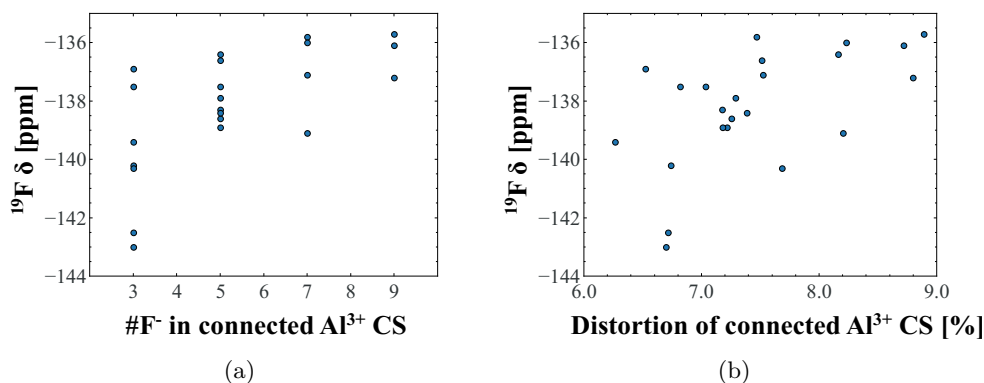 −136
−138
−140
−142
−144
¹⁹F δ [ppm]
3 4 5 6 7 8 9
#F⁻ in connected Al³⁺ CS
(a)
−136
−138
−140
−142
−144
¹⁹F δ [ppm]
6.0 7.0 8.0 9.0
Distortion of connected Al³⁺ CS [%]
(b)